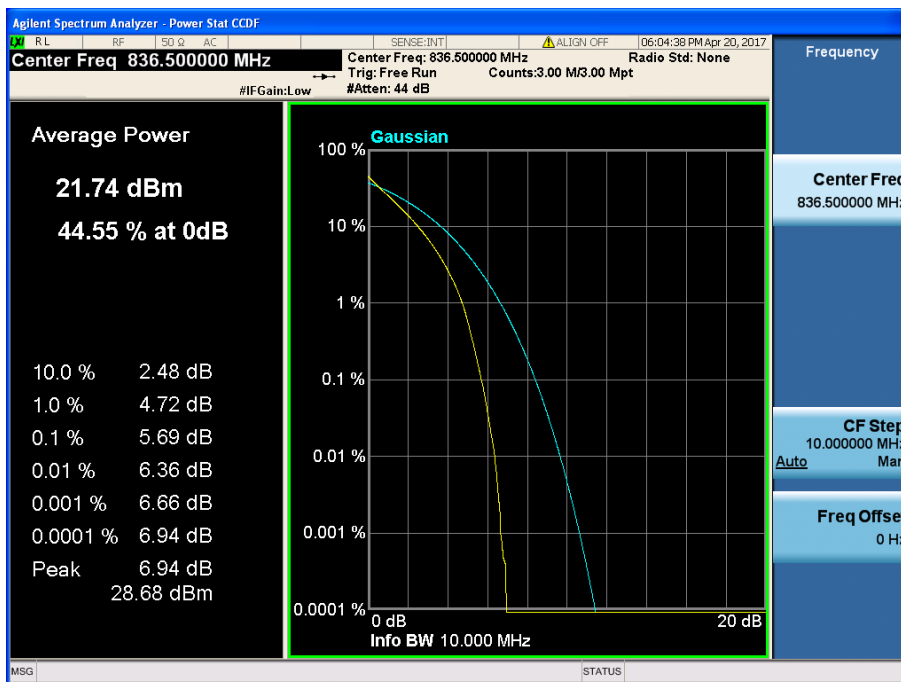 Agilent Spectrum Analyzer - Power Stat CCDF
LXI RL RF 50 Ω AC SENSE:INT ALIGN OFF 06:04:38 PM Apr 20, 2017
Center Freq 836.500000 MHz
Center Freq: 836.500000 MHz Radio Std: None
Trig: Free Run Counts:3.00 M/3.00 Mpt
#IFGain:Low #Atten: 44 dB
Average Power
21.74 dBm
44.55 % at 0dB
10.0 % 2.48 dB
1.0 % 4.72 dB
0.1 % 5.69 dB
0.01 % 6.36 dB
0.001 % 6.66 dB
0.0001 % 6.94 dB
Peak 6.94 dB
28.68 dBm
Gaussian
100 %
10 %
1 %
0.1 %
0.01 %
0.001 %
0.0001 %
0 dB 20 dB
Info BW 10.000 MHz
Frequency
Center Freq
836.500000 MHz
CF Step
10.000000 MHz
Auto Man
Freq Offse
0 Hz
MSG STATUS